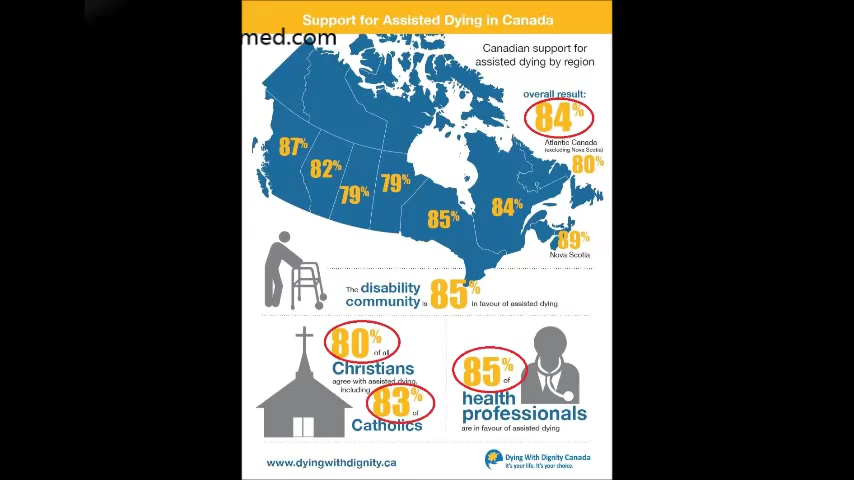 Support for Assisted Dying in Canada
med.com
Canadian support for
assisted dying by region
overall result:
84%
Atlantic Canada
(excluding Nova Scotia)
80%
87%
82%
79%
79%
85%
84%
89%
Nova Scotia
The disability
community is 85% in favour of assisted dying
80% of all
Christians
agree with assisted dying,
including
83% of
Catholics
85% of
health
professionals
are in favour of assisted dying
www.dyingwithdignity.ca
Dying With Dignity Canada
It's your life. It's your choice.